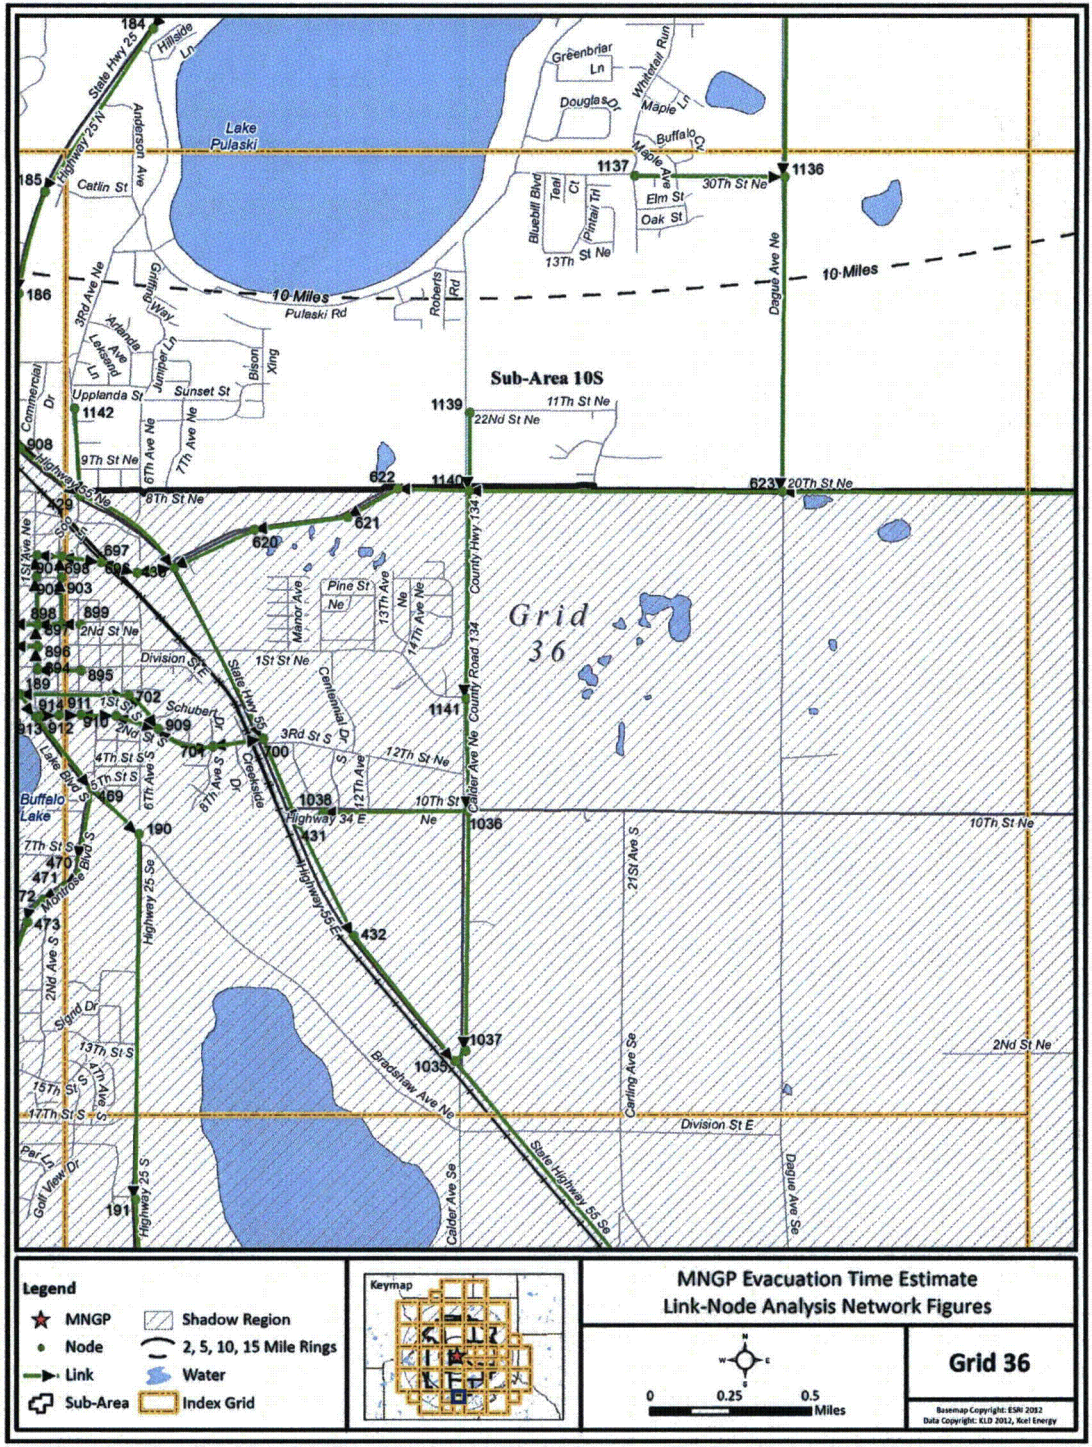 184
State Hwy 25
Hillside
Ln
Highway 25 N
Anderson Ave
Lake
Pulaski
Greenbriar
Ln
Whitetail Run
Douglas Dr
Maple Ln
Buffalo
Maple Ave
1137
1136
30Th St Ne
185
Catlin St
Bluebill Blvd
Teal
Ct
Pintail Trl
Elm St
Oak St
13Th St Ne
Dague Ave Ne
10 Miles
186
3Rd Ave Ne
Griffing
Way
10 Miles
Pulaski Rd
Roberts
Rd
Arlanda
Ave
Leksand
Ln
Juniper Ln
Bison
Xing
Commercial
Dr
Upplanda St
Sunset St
Sub-Area 10S
1142
1139
11Th St Ne
22Nd St Ne
6Th Ave Ne
7Th Ave Ne
908
9Th St Ne
Highway 55 Ne
8Th St Ne
622
1140
623
20Th St Ne
429
621
620
1St Ave Ne
697
698
903
County Hwy 134
Pine St
Ne
Manor Ave
13Th Ave
Ne
14Th Ave Ne
Grid
36
898
899
897
2Nd St Ne
896
Division St E
1St St Ne
894
895
State Hwy 55
Centennial Dr
County Road 134
189
702
1141
914
911
1St St S
Schubert
Dr
913
912
910
2Nd St S
909
701
700
3Rd St S
12Th St Ne
Calder Ave Ne
Lake Blvd S
4Th St S
5Th St S
6Th Ave S
8Th Ave S
Creekside
Dr
S
12Th Ave
Buffalo
Lake
469
1038
10Th St
Ne
Highway 34 E
1036
10Th St Ne
190
431
7Th St S
470
21St Ave S
471
Montrose Blvd S
Highway 25 Se
Highway 55 E
72
473
432
2Nd Ave S
Sigrid Dr
13Th St S
1037
1035
2Nd St Ne
15Th St S
4Th Ave S
Bradshaw Ave Ne
Carling Ave Se
17Th St S
Division St E
Par Ln
Golf View Dr
State Highway 55 Se
Calder Ave Se
Dague Ave Se
191
Highway 25 S
Legend
MNGP
Node
Link
Sub-Area
Shadow Region
2, 5, 10, 15 Mile Rings
Water
Index Grid
Keymap
MNGP Evacuation Time Estimate
Link-Node Analysis Network Figures
N
W E
S
0 0.25 0.5
Miles
Grid 36
Basemap Copyright: ESRI 2012
Data Copyright: KLD 2012, Xcel Energy